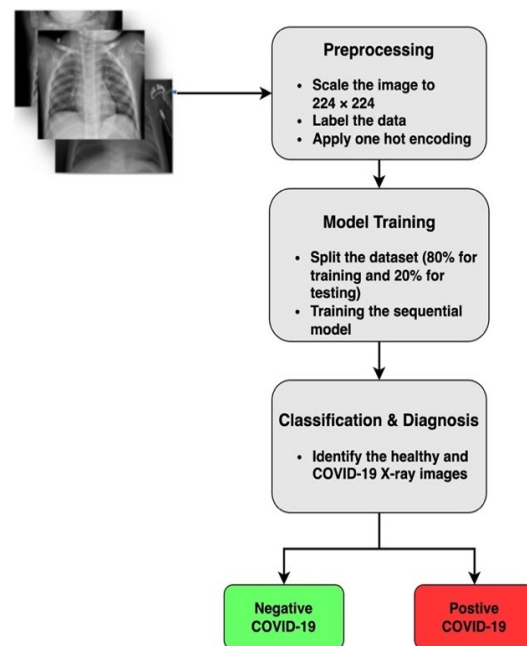 Preprocessing
• Scale the image to
224 × 224
• Label the data
• Apply one hot encoding
Model Training
• Split the dataset (80% for
training and 20% for
testing)
• Training the sequential
model
Classification & Diagnosis
• Identify the healthy and
COVID-19 X-ray images
Negative
COVID-19
Postive
COVID-19